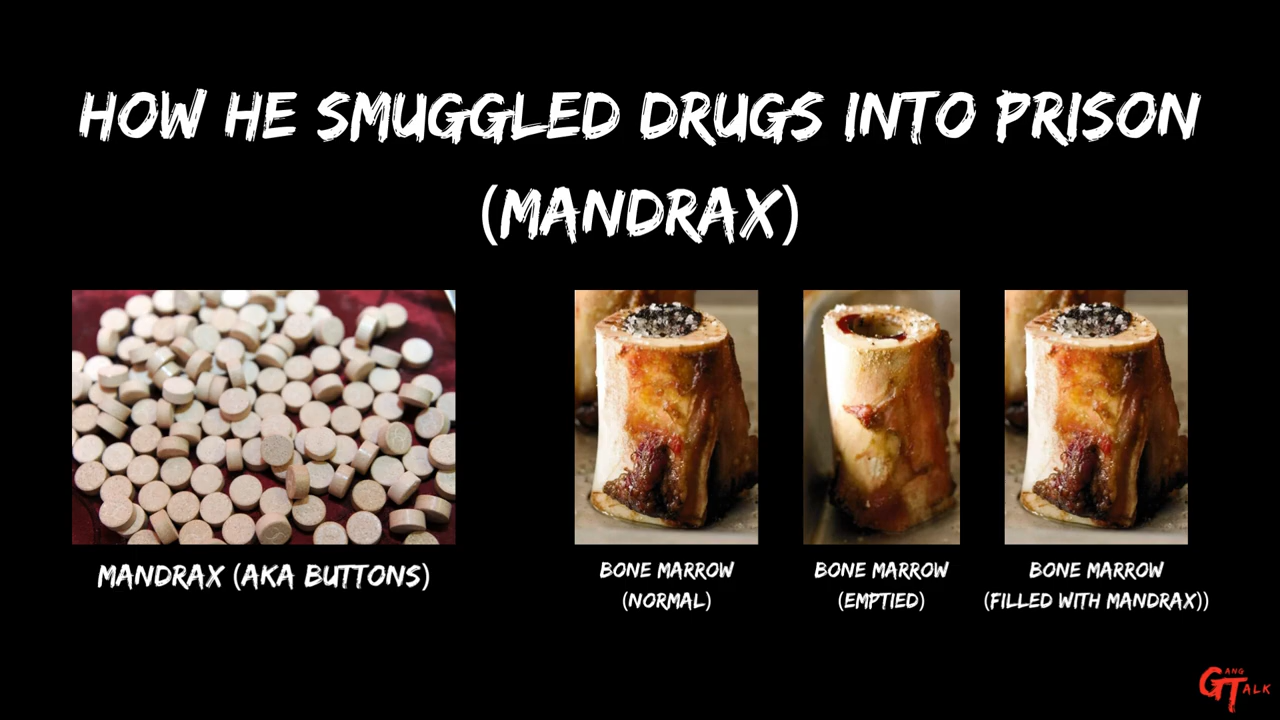 HOW HE SMUGGLED DRUGS INTO PRISON
(MANDRAX)
MANDRAX (AKA BUTTONS)
BONE MARROW
(NORMAL)
BONE MARROW
(EMPTIED)
BONE MARROW
(FILLED WITH MANDRAX))
GANG
TALK